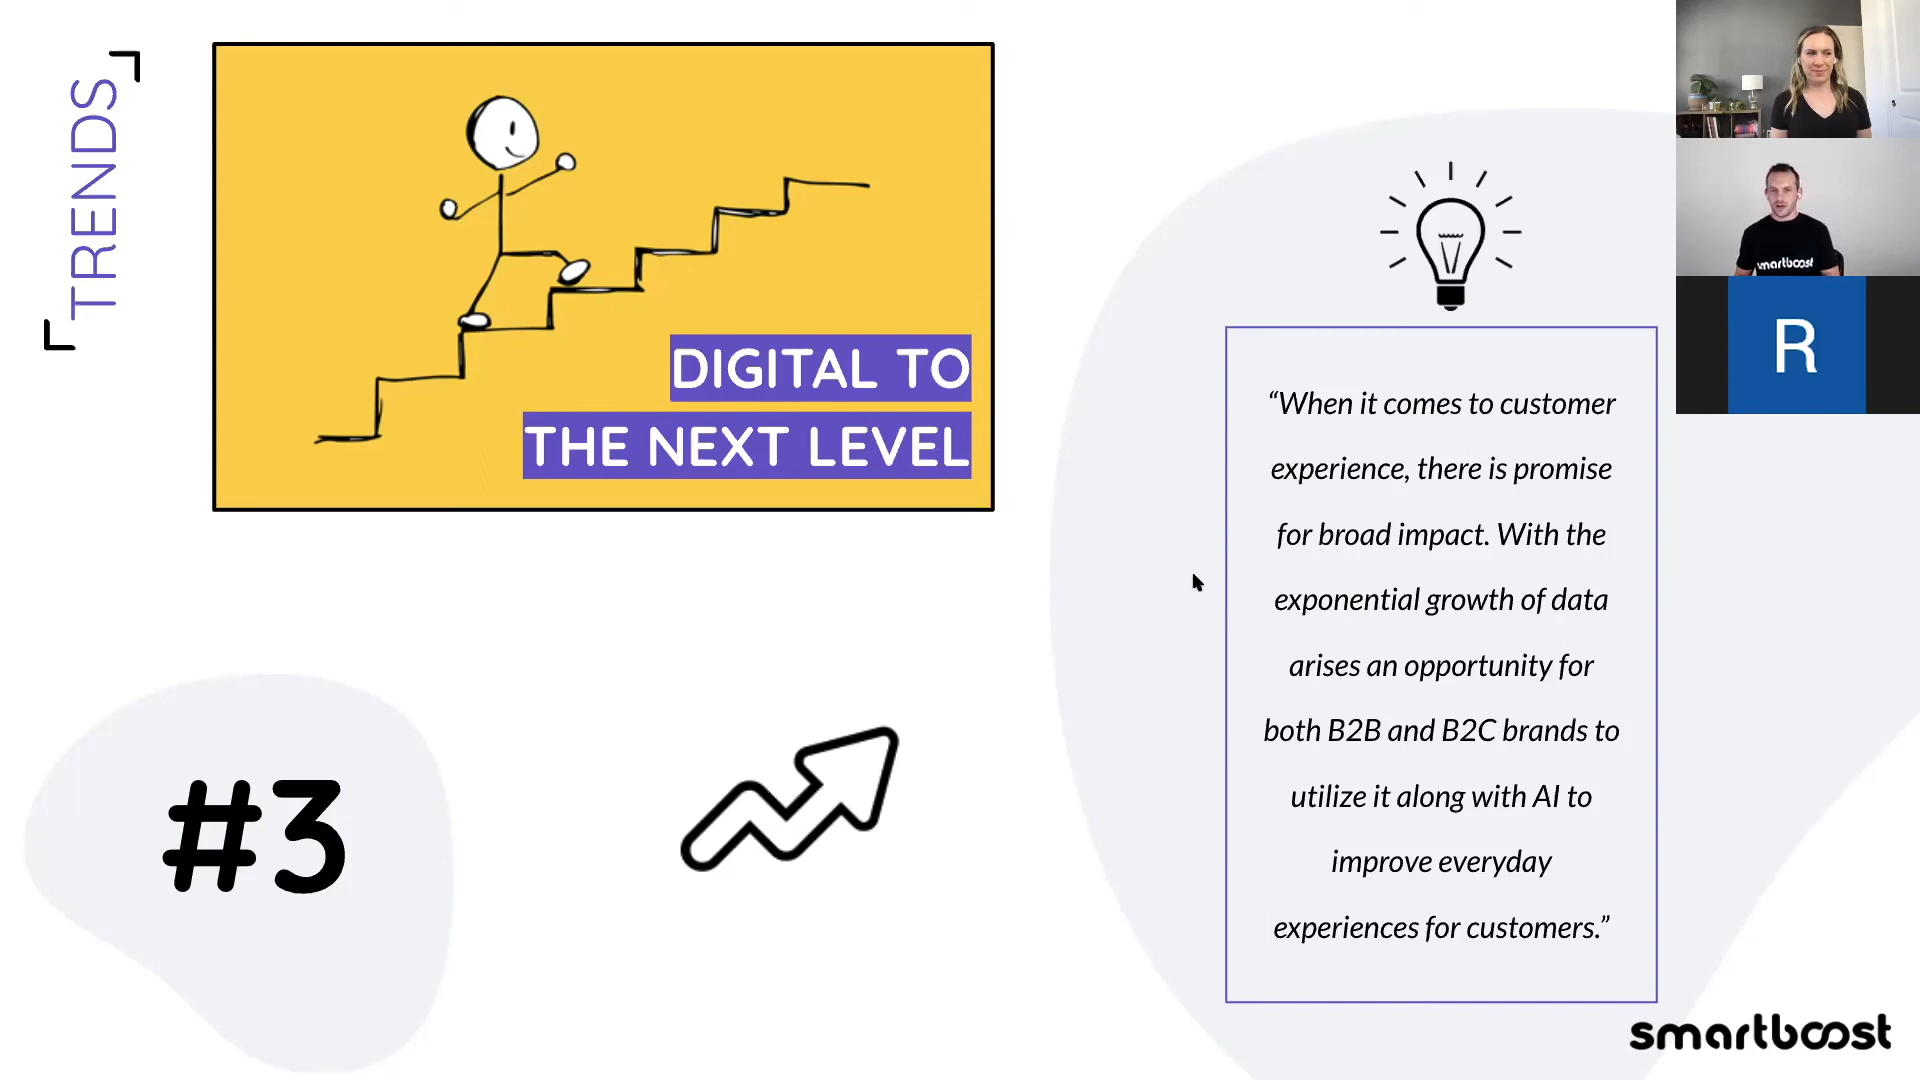 TRENDS
DIGITAL TO
THE NEXT LEVEL
#3
“When it comes to customer
experience, there is promise
for broad impact. With the
exponential growth of data
arises an opportunity for
both B2B and B2C brands to
utilize it along with AI to
improve everyday
experiences for customers.”
smartboost
R
smartboost